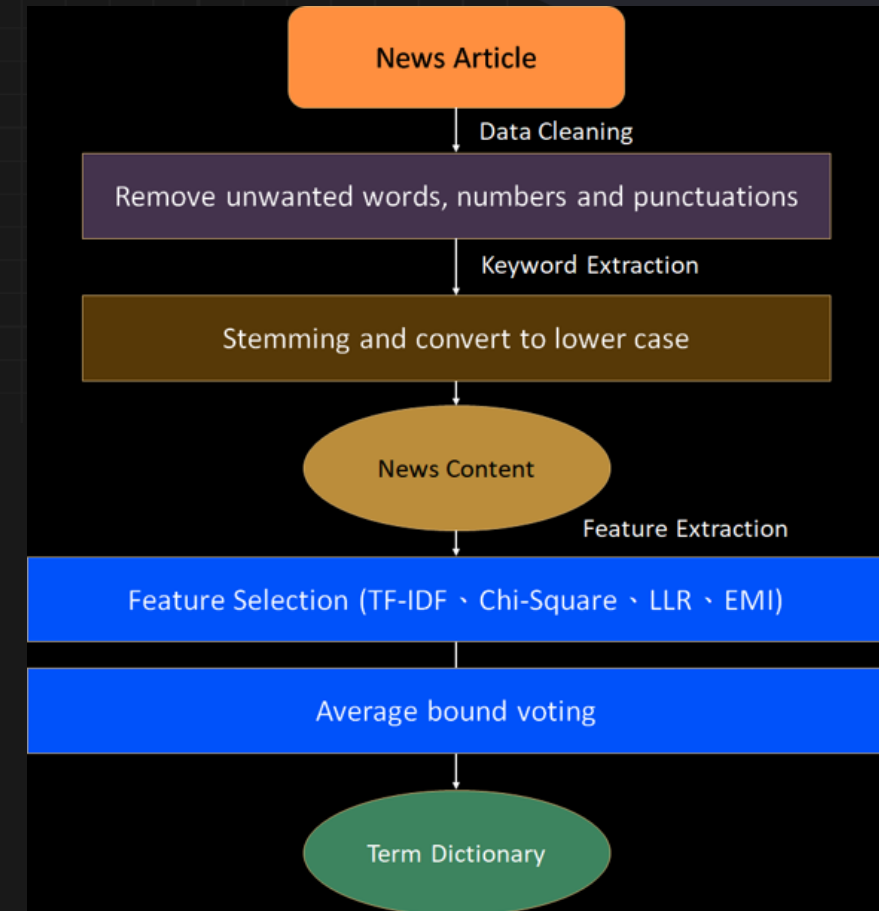 News Article
Data Cleaning
Remove unwanted words, numbers and punctuations
Keyword Extraction
Stemming and convert to lower case
News Content
Feature Extraction
Feature Selection (TF-IDF、Chi-Square、LLR、EMI)
Average bound voting
Term Dictionary